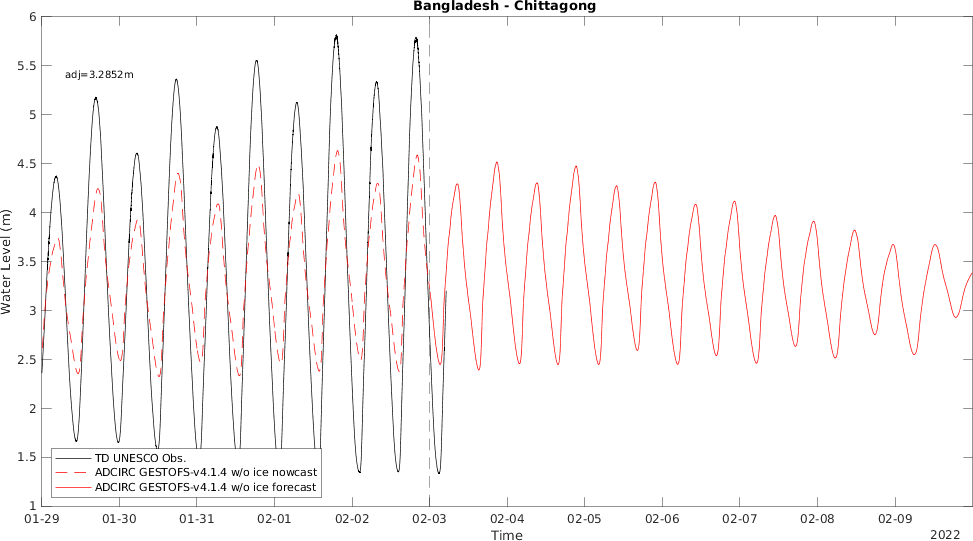 Bangladesh - Chittagong
6
5.5
5
4.5
4
3.5
3
2.5
2
1.5
1
Water Level (m)
adj=3.2852m
TD UNESCO Obs.
ADCIRC GESTOFS-v4.1.4 w/o ice nowcast
ADCIRC GESTOFS-v4.1.4 w/o ice forecast
01-29 01-30 01-31 02-01 02-02 02-03 02-04 02-05 02-06 02-07 02-08 02-09
Time
2022